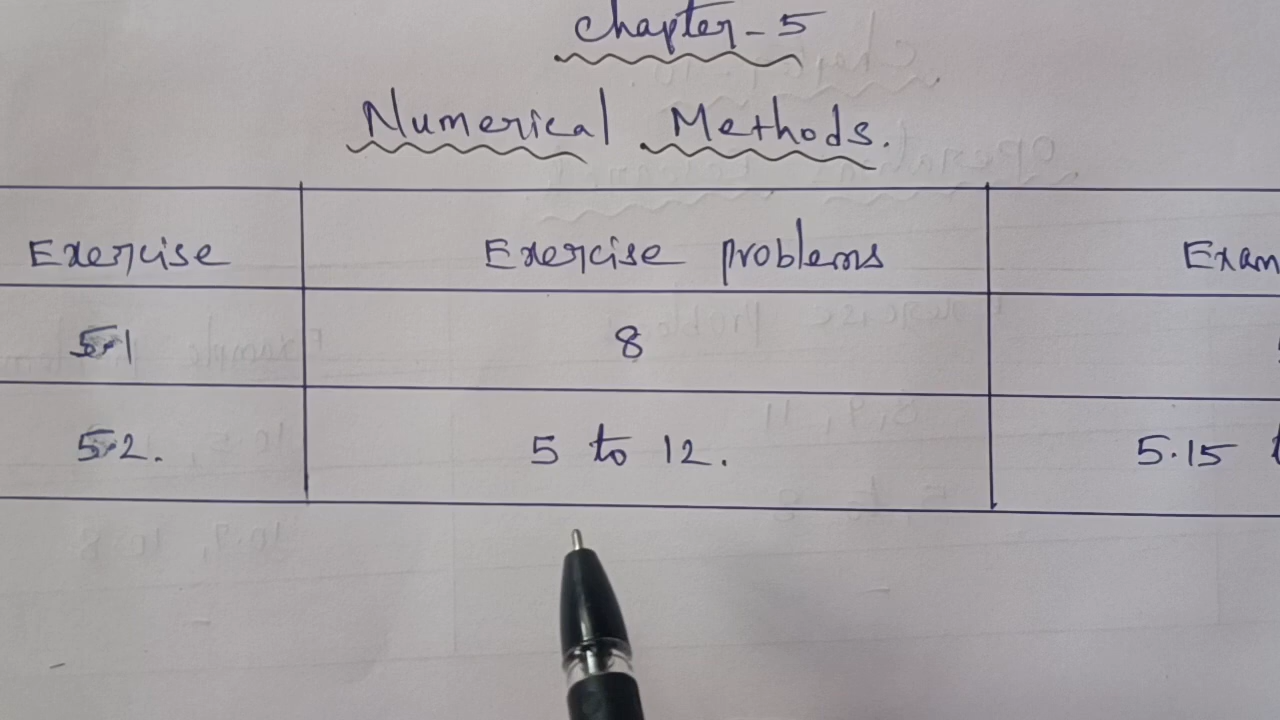 Chapter - 5
Numerical Methods.
Exercise Exercise problems Exam
5.1 8
5.2. 5 to 12. 5.15